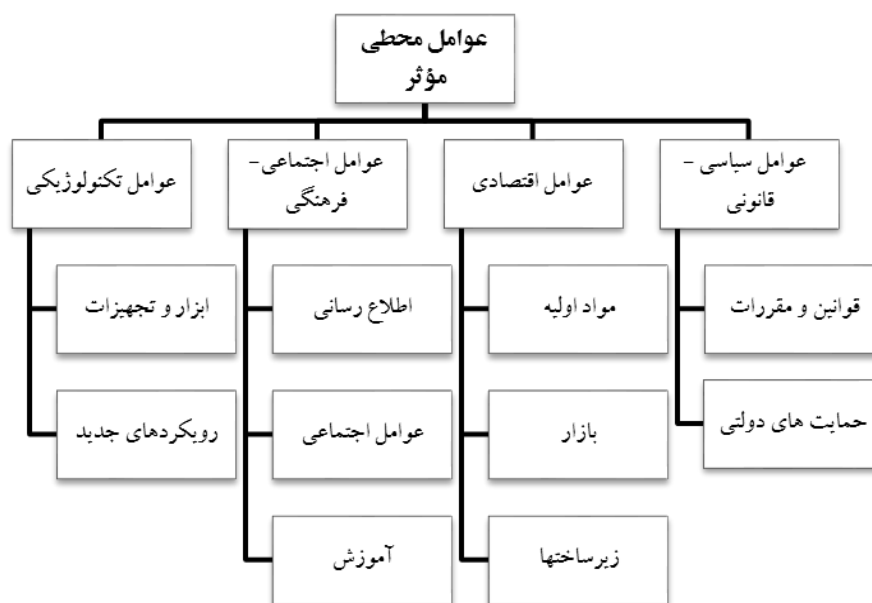 عوامل محطی
مؤثر
عوامل سیاسی -
قانونی
قوانین و مقررات
حمایت های دولتی
عوامل اقتصادی
مواد اولیه
بازار
زیرساختها
عوامل اجتماعی-
فرهنگی
اطلاع رسانی
عوامل اجتماعی
آموزش
عوامل تکنولوژیکی
ابزار و تجهیزات
رویکردهای جدید